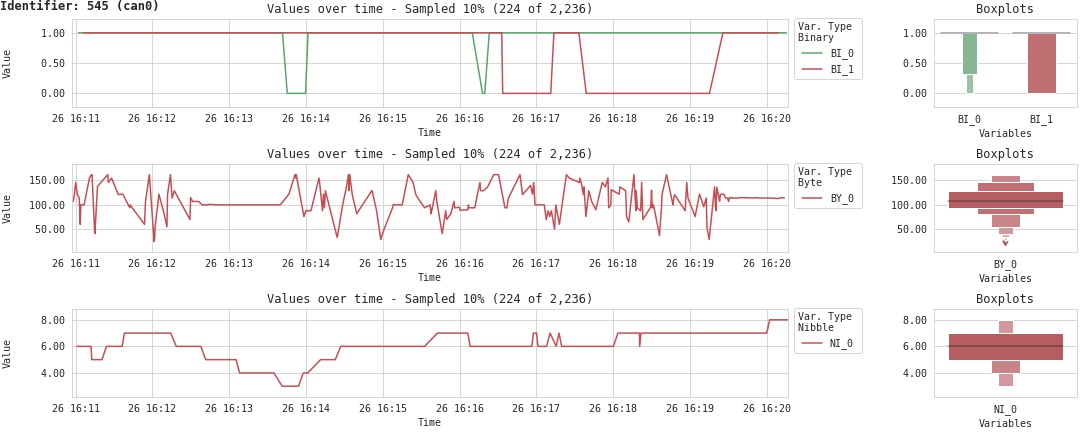 Identifier: 545 (can0)
Values over time - Sampled 10% (224 of 2,236)
Boxplots
Value
1.00
0.50
0.00
26 16:11 26 16:12 26 16:13 26 16:14 26 16:15 26 16:16 26 16:17 26 16:18 26 16:19 26 16:20
Time
Var. Type
Binary
BI_0
BI_1
1.00
0.50
0.00
BI_0 BI_1
Variables
Values over time - Sampled 10% (224 of 2,236)
Boxplots
Value
150.00
100.00
50.00
26 16:11 26 16:12 26 16:13 26 16:14 26 16:15 26 16:16 26 16:17 26 16:18 26 16:19 26 16:20
Time
Var. Type
Byte
BY_0
150.00
100.00
50.00
BY_0
Variables
Values over time - Sampled 10% (224 of 2,236)
Boxplots
Value
8.00
6.00
4.00
26 16:11 26 16:12 26 16:13 26 16:14 26 16:15 26 16:16 26 16:17 26 16:18 26 16:19 26 16:20
Time
Var. Type
Nibble
NI_0
8.00
6.00
4.00
NI_0
Variables